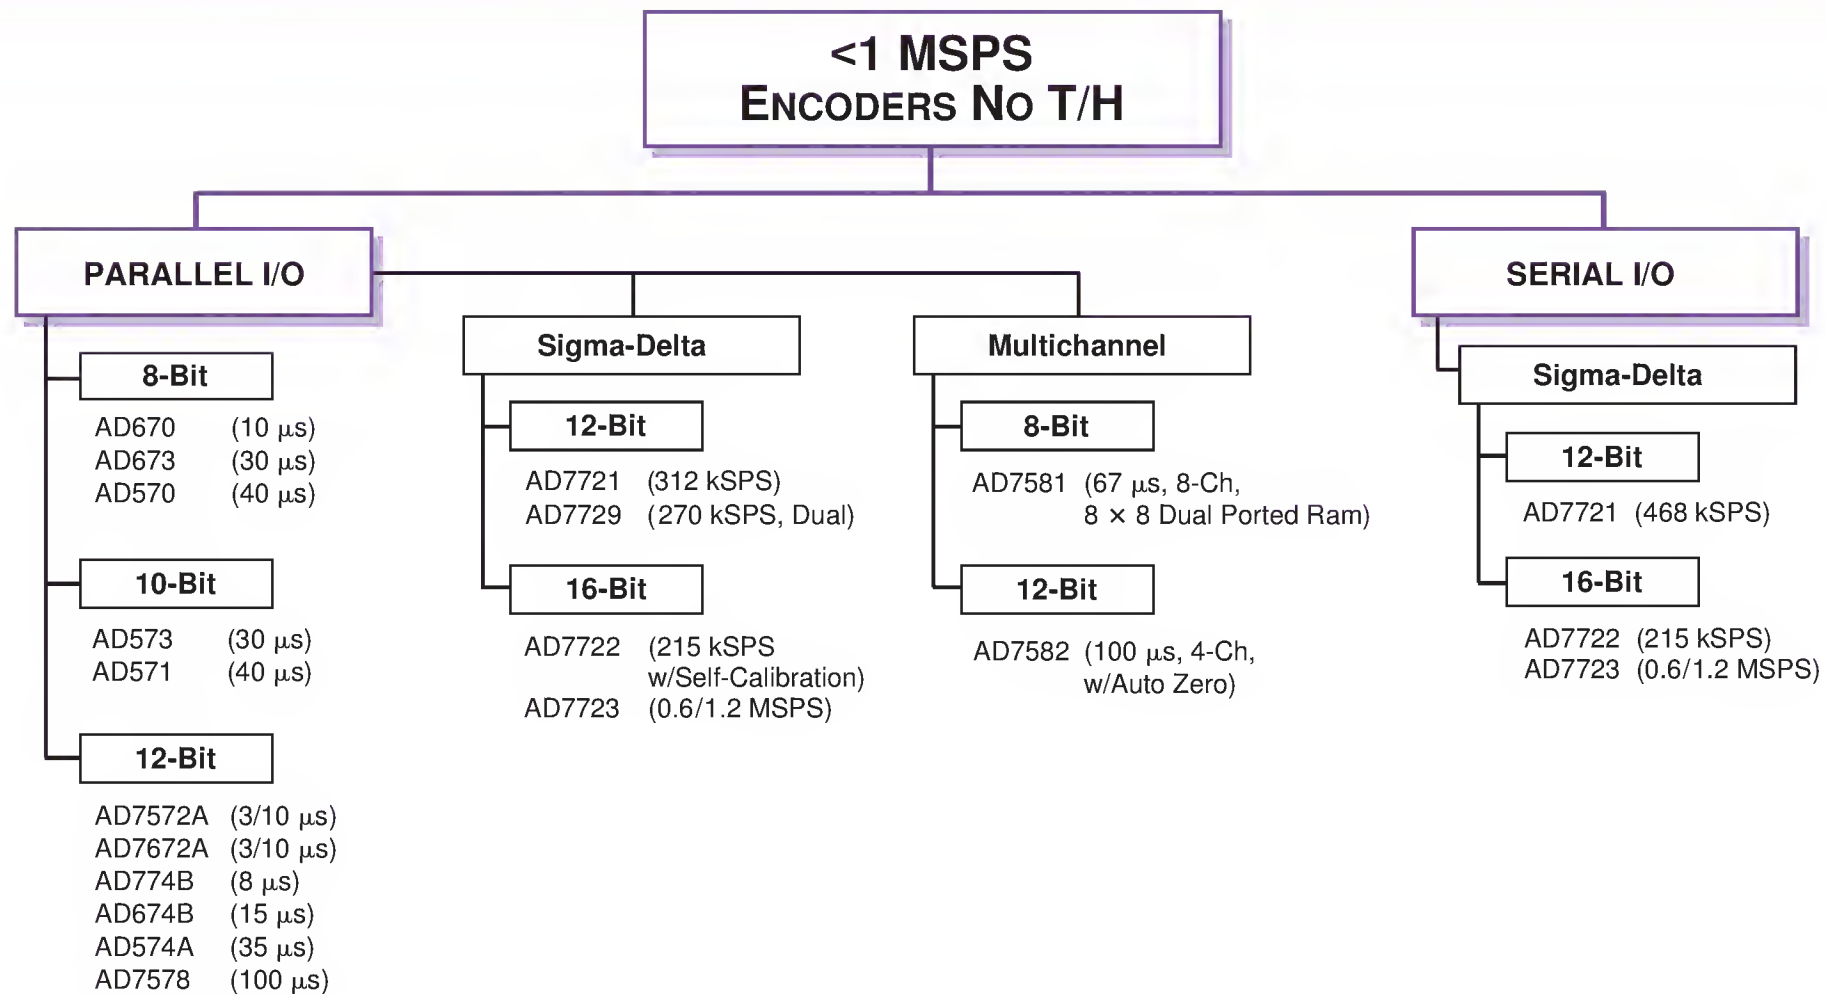 <1 MSPS
ENCODERS NO T/H
PARALLEL I/O
8-Bit
AD670 (10 μs)
AD673 (30 μs)
AD570 (40 μs)
10-Bit
AD573 (30 μs)
AD571 (40 μs)
12-Bit
AD7572A (3/10 μs)
AD7672A (3/10 μs)
AD774B (8 μs)
AD674B (15 μs)
AD574A (35 μs)
AD7578 (100 μs)
Sigma-Delta
12-Bit
AD7721 (312 kSPS)
AD7729 (270 kSPS, Dual)
16-Bit
AD7722 (215 kSPS
w/Self-Calibration)
AD7723 (0.6/1.2 MSPS)
Multichannel
8-Bit
AD7581 (67 μs, 8-Ch,
8 × 8 Dual Ported Ram)
12-Bit
AD7582 (100 μs, 4-Ch,
w/Auto Zero)
SERIAL I/O
Sigma-Delta
12-Bit
AD7721 (468 kSPS)
16-Bit
AD7722 (215 kSPS)
AD7723 (0.6/1.2 MSPS)